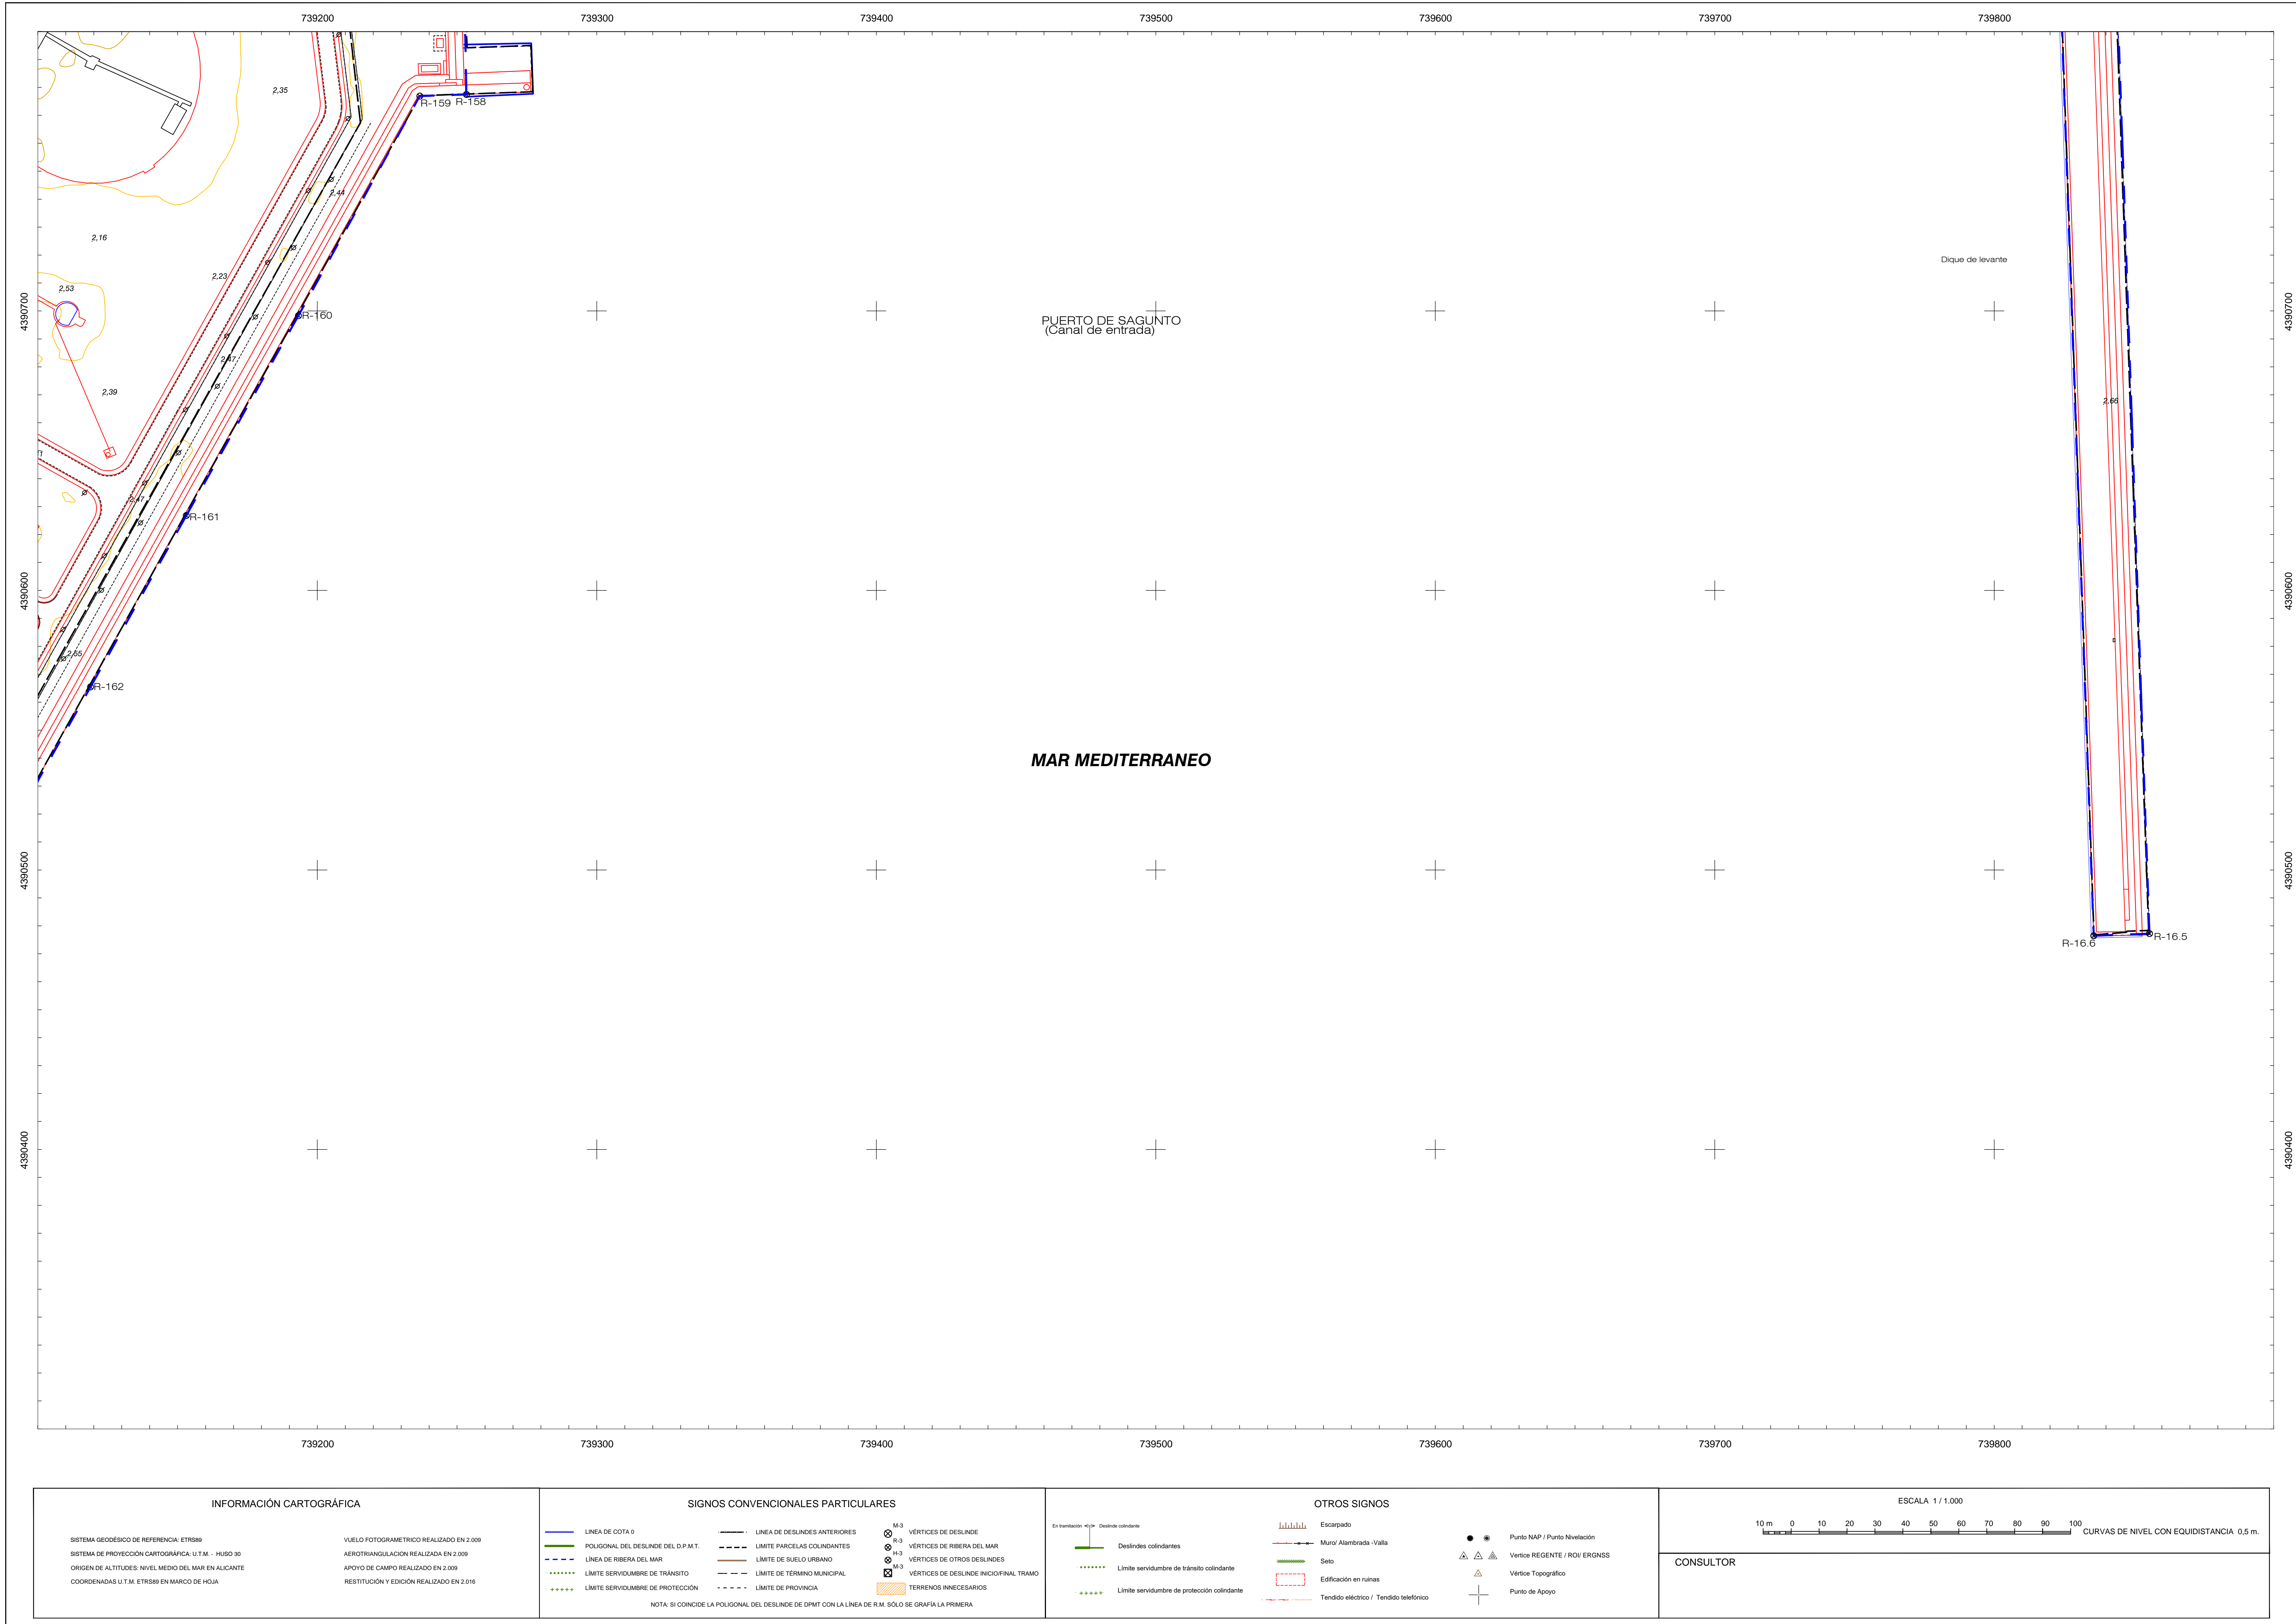 739200 739300 739400 739500 739600 739700 739800
2,35
R-159 R-158
2,44
2,16
Dique de levante
2,23
2,53
4390700 4390700
R-160
PUERTO DE SAGUNTO
(Canal de entrada)
2,47
2,39
2,66
2,47
R-161
4390600 4390600
2,55
R-162
MAR MEDITERRANEO
4390500 4390500
R-16.6 R-16.5
4390400 4390400
739200 739300 739400 739500 739600 739700 739800
INFORMACIÓN CARTOGRÁFICA
SISTEMA GEODÉSICO DE REFERENCIA: ETRS89
SISTEMA DE PROYECCIÓN CARTOGRÁFICA: U.T.M. - HUSO 30
ORIGEN DE ALTITUDES: NIVEL MEDIO DEL MAR EN ALICANTE
COORDENADAS U.T.M. ETRS89 EN MARCO DE HOJA
VUELO FOTOGRAMETRICO REALIZADO EN 2.009
AEROTRIANGULACION REALIZADA EN 2.009
APOYO DE CAMPO REALIZADO EN 2.009
RESTITUCIÓN Y EDICIÓN REALIZADO EN 2.016
SIGNOS CONVENCIONALES PARTICULARES
LINEA DE COTA 0
POLIGONAL DEL DESLINDE DEL D.P.M.T.
LÍNEA DE RIBERA DEL MAR
LÍMITE SERVIDUMBRE DE TRÁNSITO
LÍMITE SERVIDUMBRE DE PROTECCIÓN
LINEA DE DESLINDES ANTERIORES
LIMITE PARCELAS COLINDANTES
LÍMITE DE SUELO URBANO
LÍMITE DE TÉRMINO MUNICIPAL
LÍMITE DE PROVINCIA
M-3 VÉRTICES DE DESLINDE
R-3 VÉRTICES DE RIBERA DEL MAR
H-3 VÉRTICES DE OTROS DESLINDES
M-3 VÉRTICES DE DESLINDE INICIO/FINAL TRAMO
TERRENOS INNECESARIOS
NOTA: SI COINCIDE LA POLIGONAL DEL DESLINDE DE DPMT CON LA LÍNEA DE R.M. SÓLO SE GRAFÍA LA PRIMERA
OTROS SIGNOS
En tramitación Deslinde colindante
Deslindes colindantes
Límite servidumbre de tránsito colindante
Límite servidumbre de protección colindante
Escarpado
Muro/ Alambrada -Valla
Seto
Edificación en ruinas
Tendido eléctrico / Tendido telefónico
Punto NAP / Punto Nivelación
Vertice REGENTE / ROI/ ERGNSS
Vértice Topográfico
Punto de Apoyo
ESCALA 1 / 1.000
10 m 0 10 20 30 40 50 60 70 80 90 100
CURVAS DE NIVEL CON EQUIDISTANCIA 0,5 m.
CONSULTOR